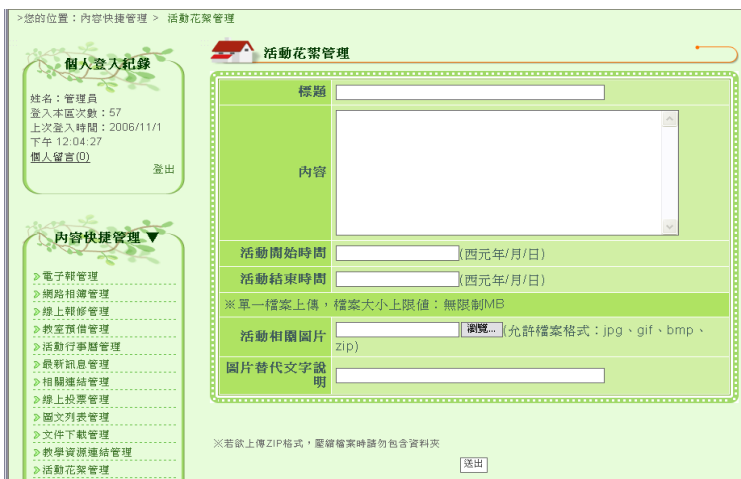 >您的位置：內容快捷管理 > 活動花絮管理
個人登入紀錄
姓名：管理員
登入本區次數：57
上次登入時間：2006/11/1
下午 12:04:27
個人留言(0)
登出
內容快捷管理 ▼
電子報管理
網路相簿管理
線上報修管理
教室預借管理
活動行事曆管理
最新訊息管理
相關連結管理
線上投票管理
圖文列表管理
文件下載管理
教學資源連結管理
活動花絮管理
活動花絮管理
標題
內容
活動開始時間 (西元年/月/日)
活動結束時間 (西元年/月/日)
※單一檔案上傳，檔案大小上限值：無限制MB
活動相關圖片 瀏覽... (允許檔案格式：jpg、gif、bmp、
zip)
圖片替代文字說
明
※若欲上傳ZIP格式，壓縮檔案時請勿包含資料夾
送出